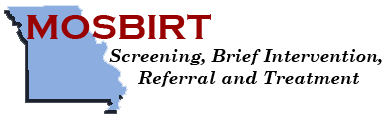 MOSBIRT
Screening, Brief Intervention,
Referral and Treatment